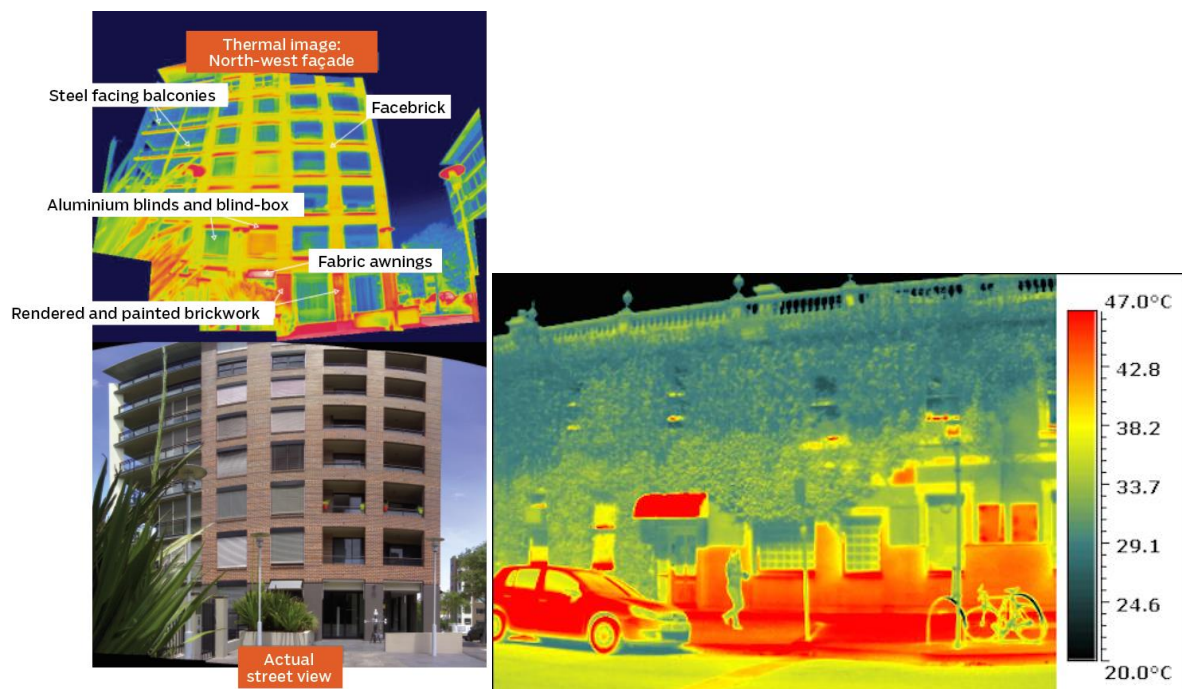 Thermal image:
North-west façade
Steel facing balconies
Facebrick
Aluminium blinds and blind-box
Fabric awnings
Rendered and painted brickwork
Actual
street view
47.0°C
42.8
38.2
33.7
29.1
24.6
20.0°C